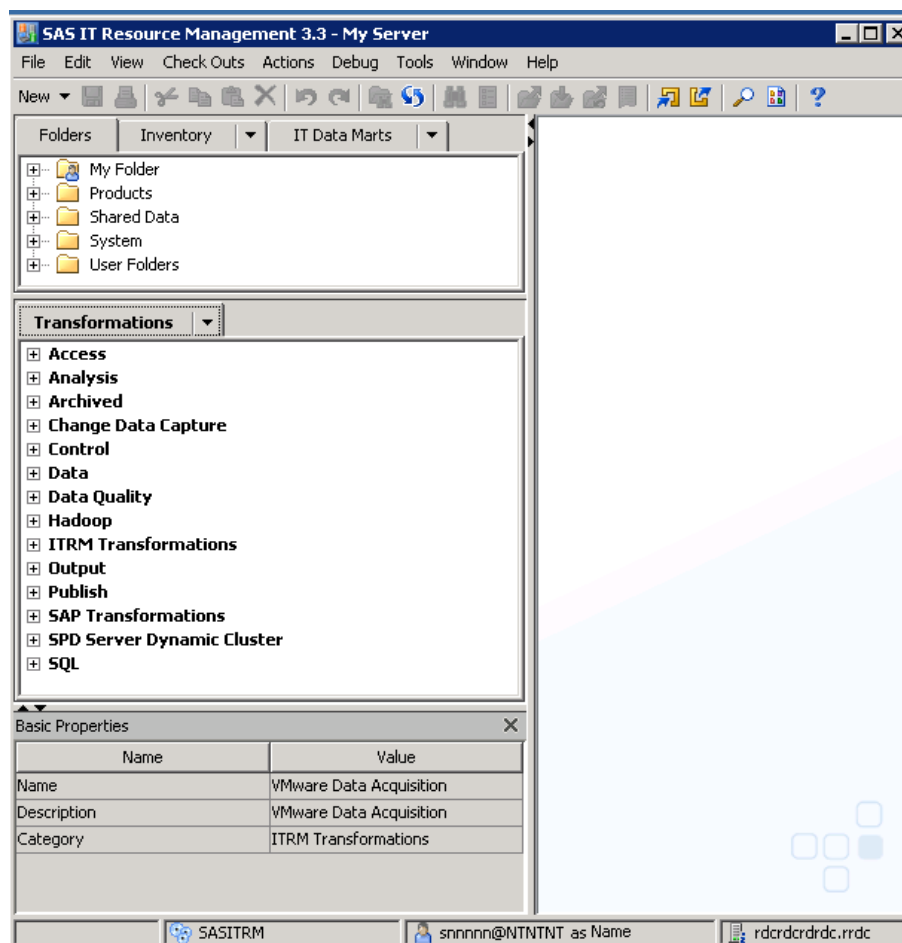 SAS IT Resource Management 3.3 - My Server
File Edit View Check Outs Actions Debug Tools Window Help
New
Folders Inventory IT Data Marts
My Folder
Products
Shared Data
System
User Folders
Transformations
Access
Analysis
Archived
Change Data Capture
Control
Data
Data Quality
Hadoop
ITRM Transformations
Output
Publish
SAP Transformations
SPD Server Dynamic Cluster
SQL
Basic Properties
Name Value
Name VMware Data Acquisition
Description VMware Data Acquisition
Category ITRM Transformations
SASITRM snnnnn@NTNTNT as Name rdcrdcrdrdc.rrdc